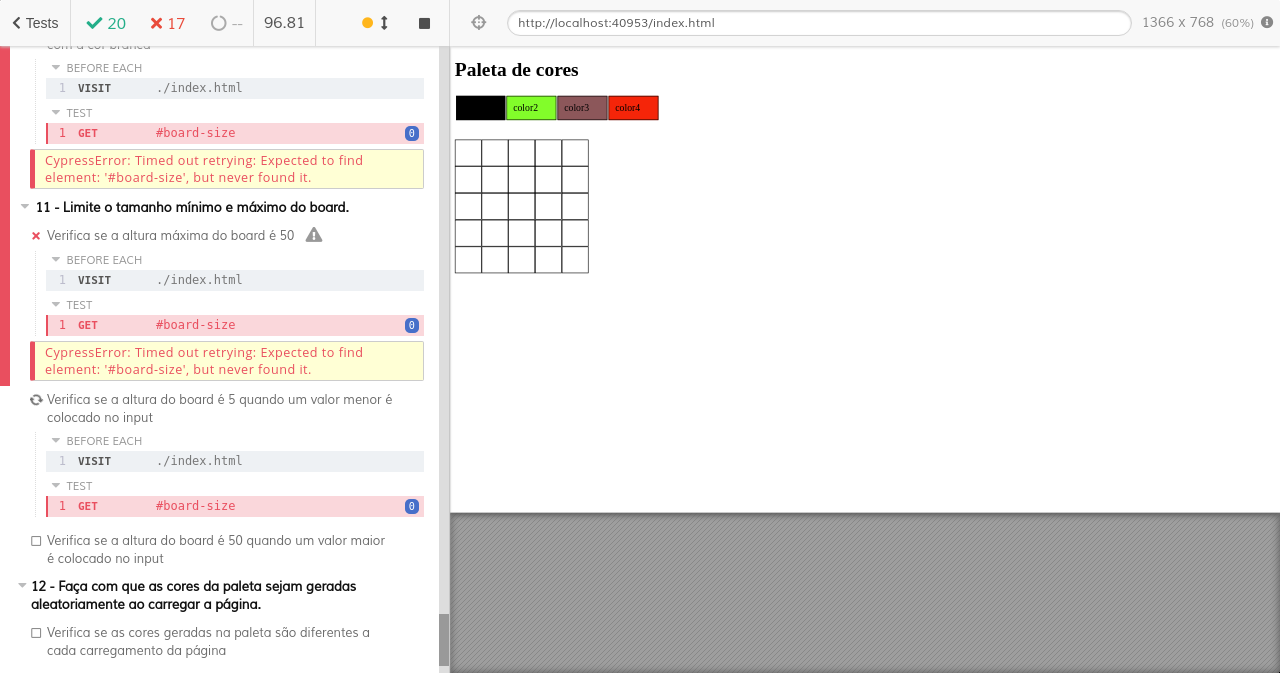 Tests 20 17 -- 96.81 http://localhost:40953/index.html 1366 x 768 (60%)
com a cor branca
BEFORE EACH
1 VISIT ./index.html
TEST
1 GET #board-size 0
CypressError: Timed out retrying: Expected to find
element: '#board-size', but never found it.
11 - Limite o tamanho mínimo e máximo do board.
Verifica se a altura máxima do board é 50
BEFORE EACH
1 VISIT ./index.html
TEST
1 GET #board-size 0
CypressError: Timed out retrying: Expected to find
element: '#board-size', but never found it.
Verifica se a altura do board é 5 quando um valor menor é
colocado no input
BEFORE EACH
1 VISIT ./index.html
TEST
1 GET #board-size 0
Verifica se a altura do board é 50 quando um valor maior
é colocado no input
12 - Faça com que as cores da paleta sejam geradas
aleatoriamente ao carregar a página.
Verifica se as cores geradas na paleta são diferentes a
cada carregamento da página
Paleta de cores
color2 color3 color4